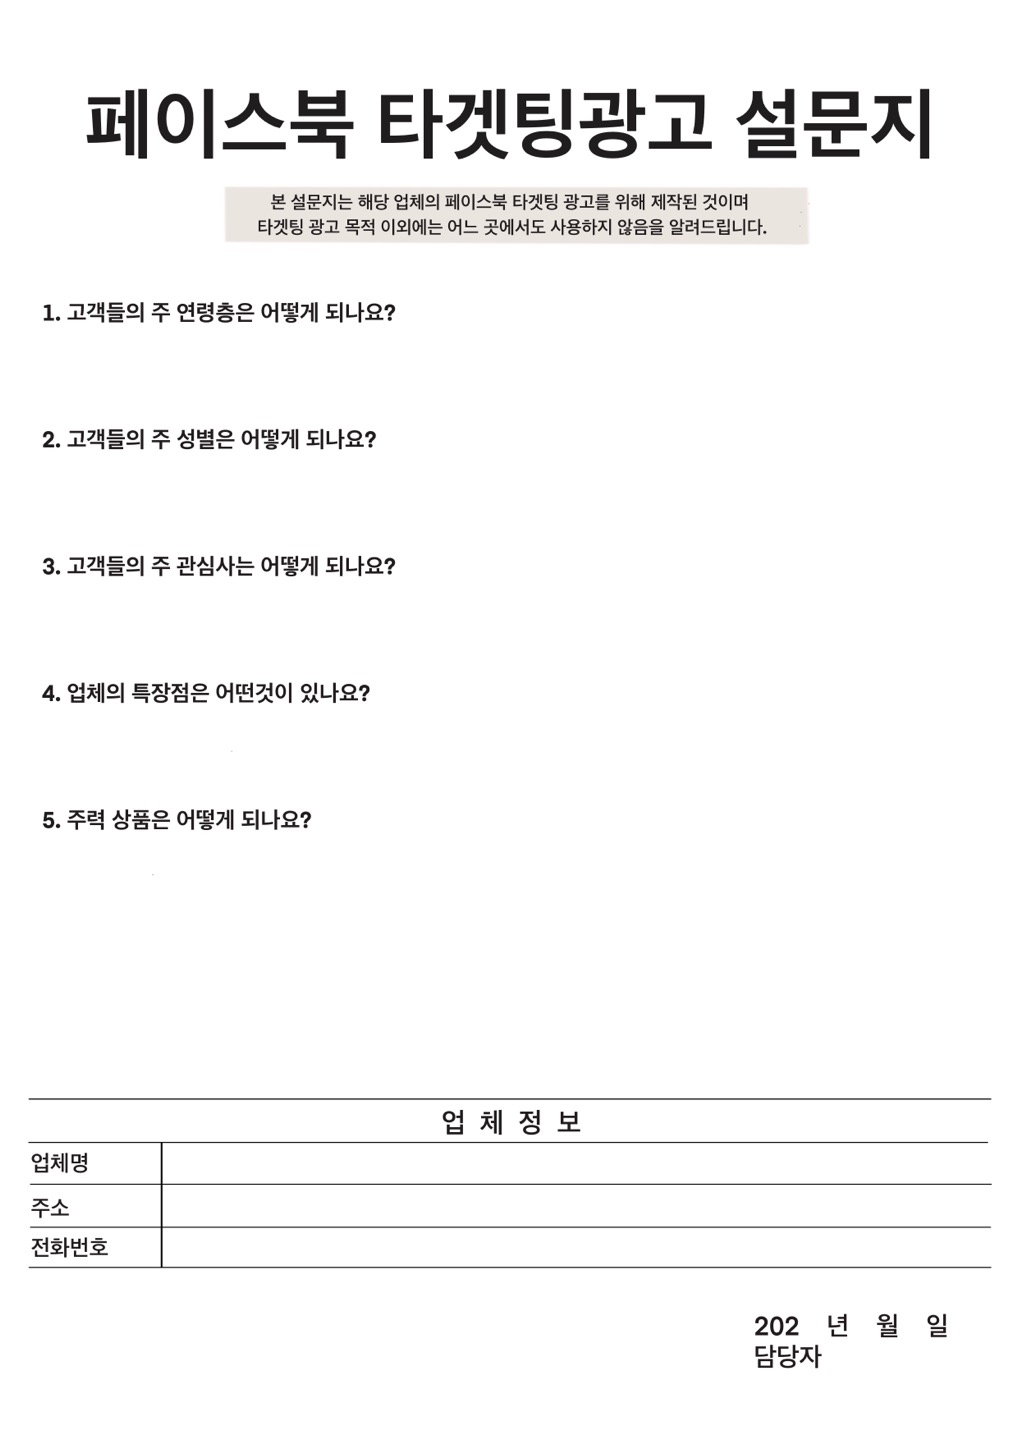 페이스북 타겟팅광고 설문지
본 설문지는 해당 업체의 페이스북 타겟팅 광고를 위해 제작된 것이며
타겟팅 광고 목적 이외에는 어느 곳에서도 사용하지 않음을 알려드립니다.
1. 고객들의 주 연령층은 어떻게 되나요?
2. 고객들의 주 성별은 어떻게 되나요?
3. 고객들의 주 관심사는 어떻게 되나요?
4. 업체의 특장점은 어떤것이 있나요?
5. 주력 상품은 어떻게 되나요?
업 체 정 보
업체명
주소
전화번호
202 년 월 일
담당자